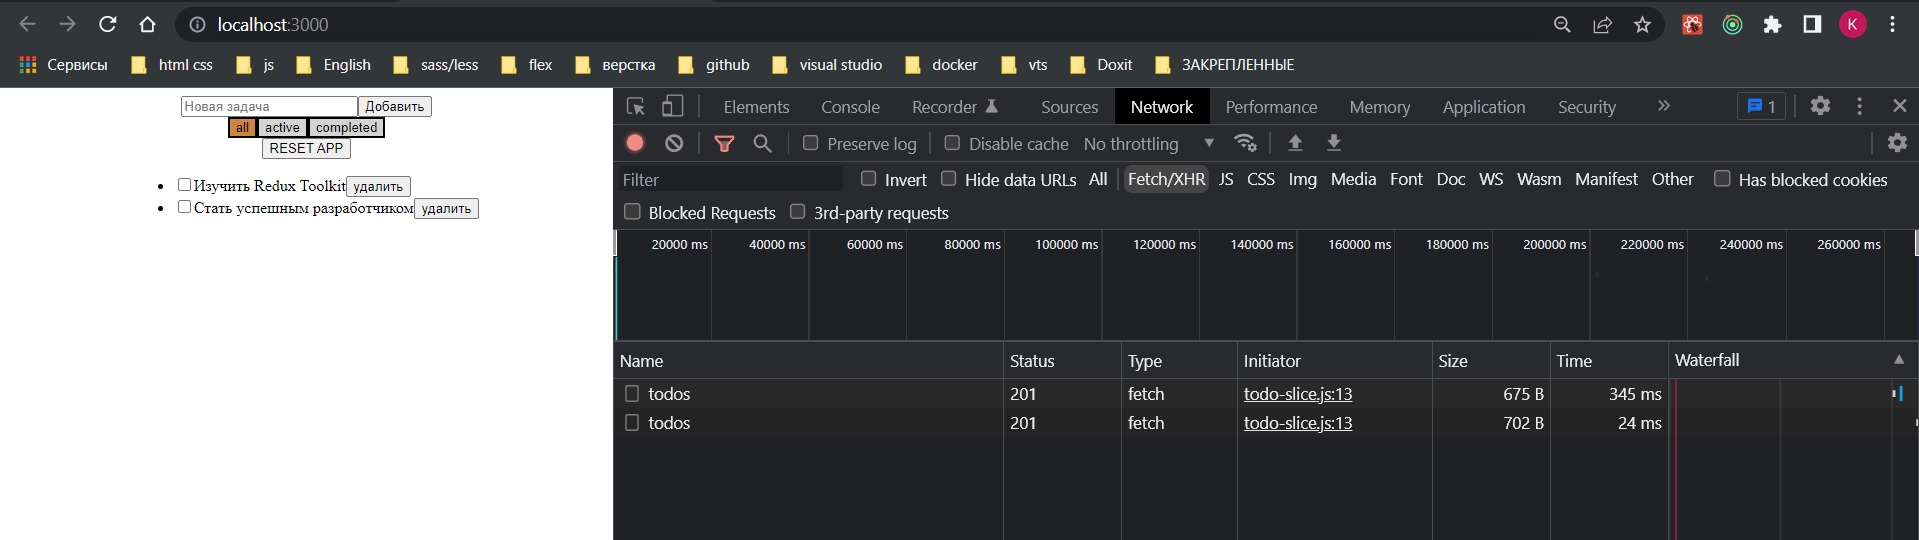 localhost:3000
K
Сервисы html css js English sass/less flex верстка github visual studio docker vts Doxit ЗАКРЕПЛЕННЫЕ
Новая задача Добавить
all active completed
RESET APP
Изучить Redux Toolkit удалить
Стать успешным разработчиком удалить
Elements Console Recorder Sources Network Performance Memory Application Security » 1
Preserve log Disable cache No throttling
Filter Invert Hide data URLs All Fetch/XHR JS CSS Img Media Font Doc WS Wasm Manifest Other Has blocked cookies
Blocked Requests 3rd-party requests
20000 ms 40000 ms 60000 ms 80000 ms 100000 ms 120000 ms 140000 ms 160000 ms 180000 ms 200000 ms 220000 ms 240000 ms 260000 ms
Name Status Type Initiator Size Time Waterfall
todos 201 fetch todo-slice.js:13 675 B 345 ms
todos 201 fetch todo-slice.js:13 702 B 24 ms